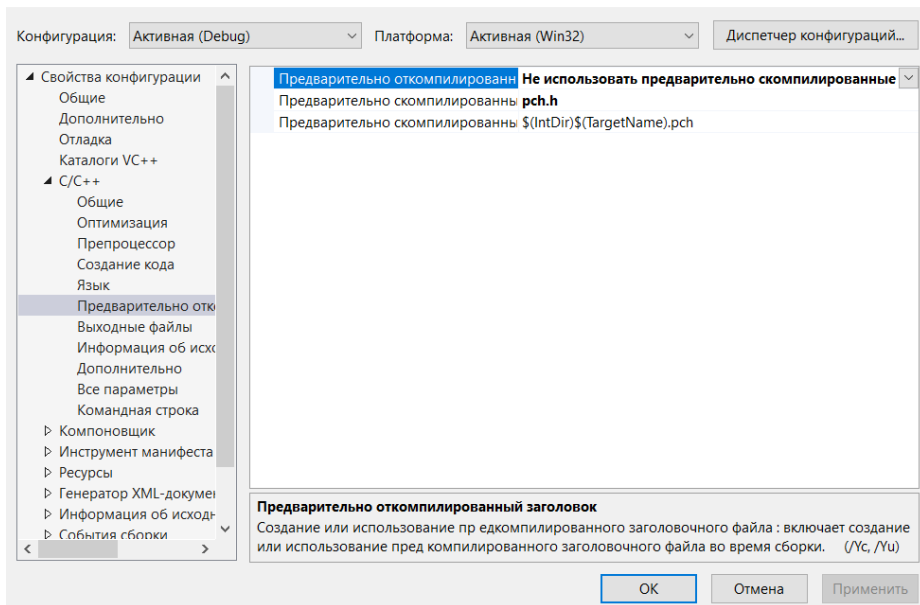 Конфигурация: Активная (Debug) Платформа: Активная (Win32) Диспетчер конфигураций...
Свойства конфигурации
Общие
Дополнительно
Отладка
Каталоги VC++
C/C++
Общие
Оптимизация
Препроцессор
Создание кода
Язык
Предварительно отк
Выходные файлы
Информация об исхо
Дополнительно
Все параметры
Командная строка
Компоновщик
Инструмент манифеста
Ресурсы
Генератор XML-докумен
Информация об исходн
События сборки
Предварительно откомпилированн Не использовать предварительно скомпилированные
Предварительно скомпилированны pch.h
Предварительно скомпилированны $(IntDir)$(TargetName).pch
Предварительно откомпилированный заголовок
Создание или использование пр едкомпилированного заголовочного файла : включает создание
или использование пред компилированного заголовочного файла во время сборки. (/Yc, /Yu)
ОК Отмена Применить